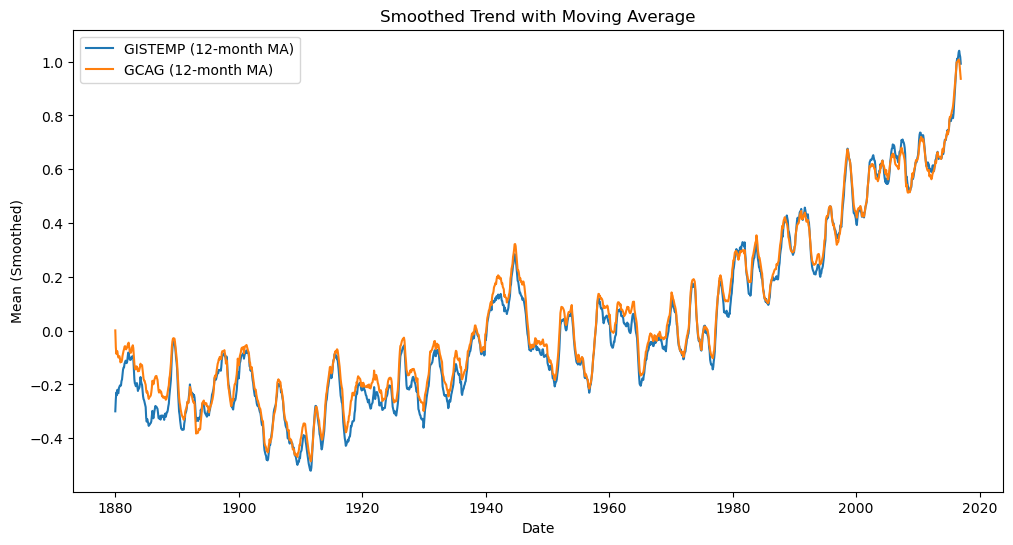 Smoothed Trend with Moving Average
GISTEMP (12-month MA)
GCAG (12-month MA)
Mean (Smoothed)
1.0
0.8
0.6
0.4
0.2
0.0
−0.2
−0.4
1880 1900 1920 1940 1960 1980 2000 2020
Date